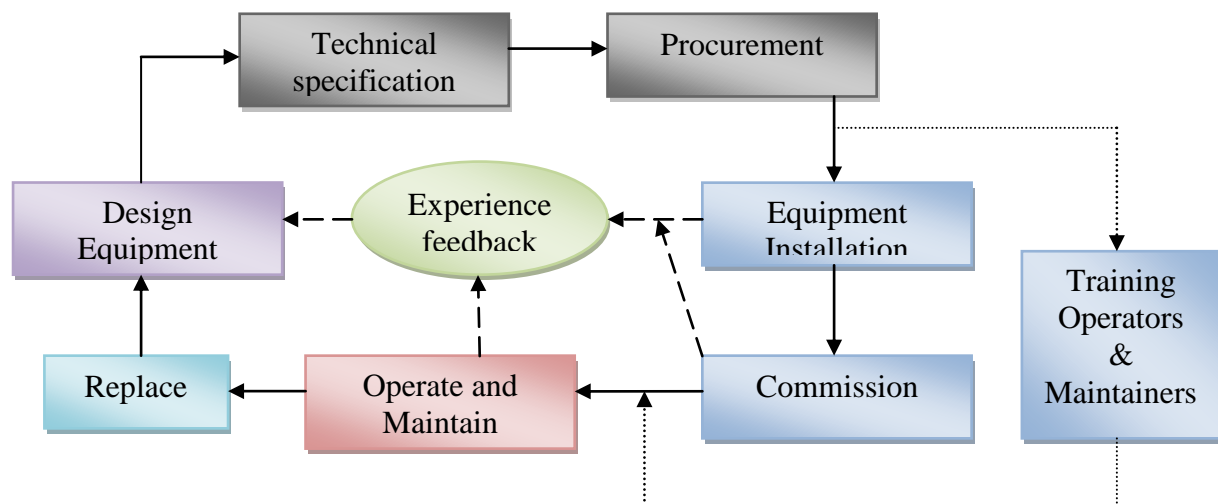 Technical
specification
Procurement
Design
Equipment
Experience
feedback
Equipment
Installation
Training
Operators
&
Maintainers
Replace
Operate and
Maintain
Commission